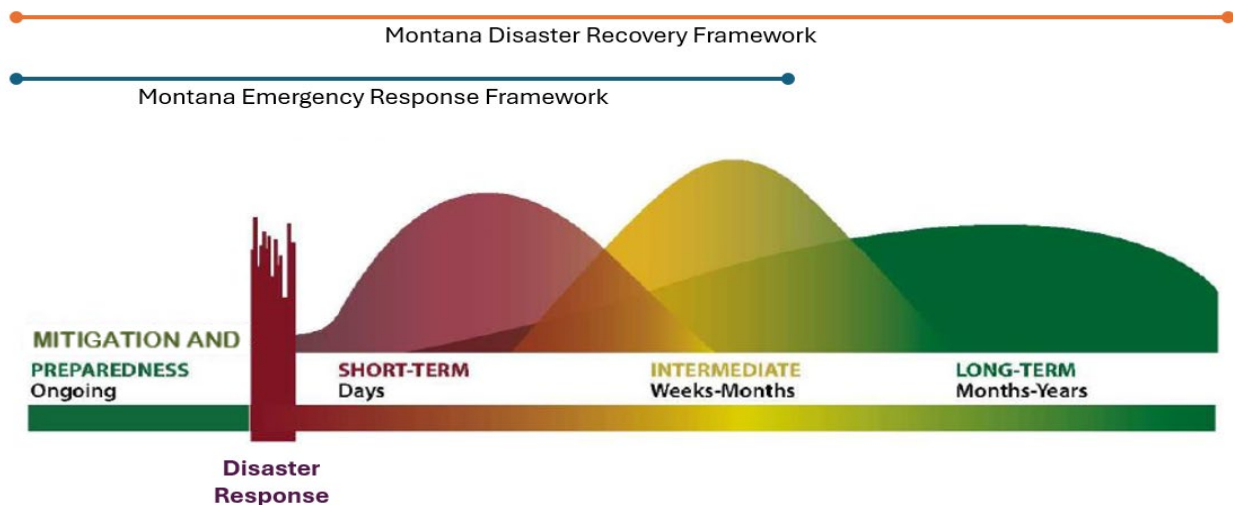 Montana Disaster Recovery Framework
Montana Emergency Response Framework
MITIGATION AND
PREPAREDNESS
Ongoing
SHORT-TERM
Days
INTERMEDIATE
Weeks-Months
LONG-TERM
Months-Years
Disaster
Response